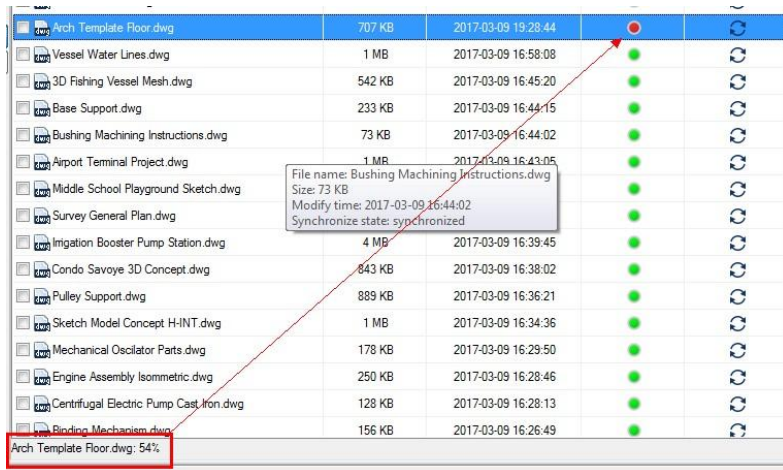 Arch Template Floor.dwg 707 KB 2017-03-09 19:28:44
Vessel Water Lines.dwg 1 MB 2017-03-09 16:58:08
3D Fishing Vessel Mesh.dwg 542 KB 2017-03-09 16:45:20
Base Support.dwg 233 KB 2017-03-09 16:44:15
Bushing Machining Instructions.dwg 73 KB 2017-03-09 16:44:02
Airport Terminal Project.dwg 1 MB 2017-03-09 16:43:05
File name: Bushing Machining Instructions.dwg
Size: 73 KB
Modify time: 2017-03-09 16:44:02
Synchronize state: synchronized
Middle School Playground Sketch.dwg
Survey General Plan.dwg
Irrigation Booster Pump Station.dwg 4 MB 2017-03-09 16:39:45
Condo Savoye 3D Concept.dwg 843 KB 2017-03-09 16:38:02
Pulley Support.dwg 889 KB 2017-03-09 16:36:21
Sketch Model Concept H-INT.dwg 1 MB 2017-03-09 16:34:36
Mechanical Oscilator Parts.dwg 178 KB 2017-03-09 16:29:50
Engine Assembly Isommetric.dwg 250 KB 2017-03-09 16:28:46
Centrifugal Electric Pump Cast Iron.dwg 128 KB 2017-03-09 16:28:13
Binding Mechanism.dwg 156 KB 2017-03-09 16:26:49
Arch Template Floor.dwg: 54%